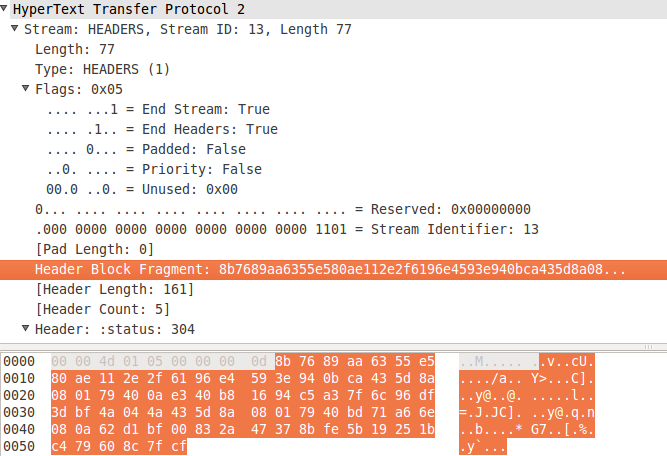 HyperText Transfer Protocol 2
Stream: HEADERS, Stream ID: 13, Length 77
Length: 77
Type: HEADERS (1)
Flags: 0x05
.... ...1 = End Stream: True
.... .1.. = End Headers: True
.... 0... = Padded: False
..0. .... = Priority: False
00.0 ..0. = Unused: 0x00
0... .... .... .... .... .... .... .... = Reserved: 0x00000000
.000 0000 0000 0000 0000 0000 0000 1101 = Stream Identifier: 13
[Pad Length: 0]
Header Block Fragment: 8b7689aa6355e580ae112e2f6196e4593e940bca435d8a08...
[Header Length: 161]
[Header Count: 5]
Header: :status: 304
0000 00 00 4d 01 05 00 00 00 0d 8b 76 89 aa 63 55 e5 ..M..... ..v..cU.
0010 80 ae 11 2e 2f 61 96 e4 59 3e 94 0b ca 43 5d 8a ..../a.. Y>...C].
0020 08 01 79 40 0a e3 40 b8 16 94 c5 a3 7f 6c 96 df ..y@..@. .....l..
0030 3d bf 4a 04 4a 43 5d 8a 08 01 79 40 bd 71 a6 6e =.J.JC]. ..y@.q.n
0040 08 0a 62 d1 bf 00 83 2a 47 37 8b fe 5b 19 25 1b ..b....* G7..[.%.
0050 c4 79 60 8c 7f cf .y`...